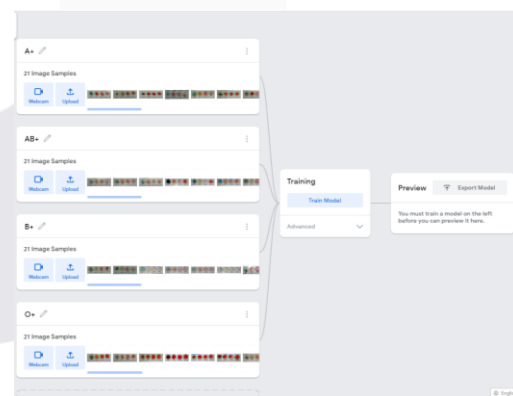 A+
21 Image Samples
Webcam
Upload
AB+
21 Image Samples
Webcam
Upload
B+
21 Image Samples
Webcam
Upload
O+
21 Image Samples
Webcam
Upload
Training
Train Model
Advanced
Preview
Export Model
You must train a model on the left
before you can preview it here.